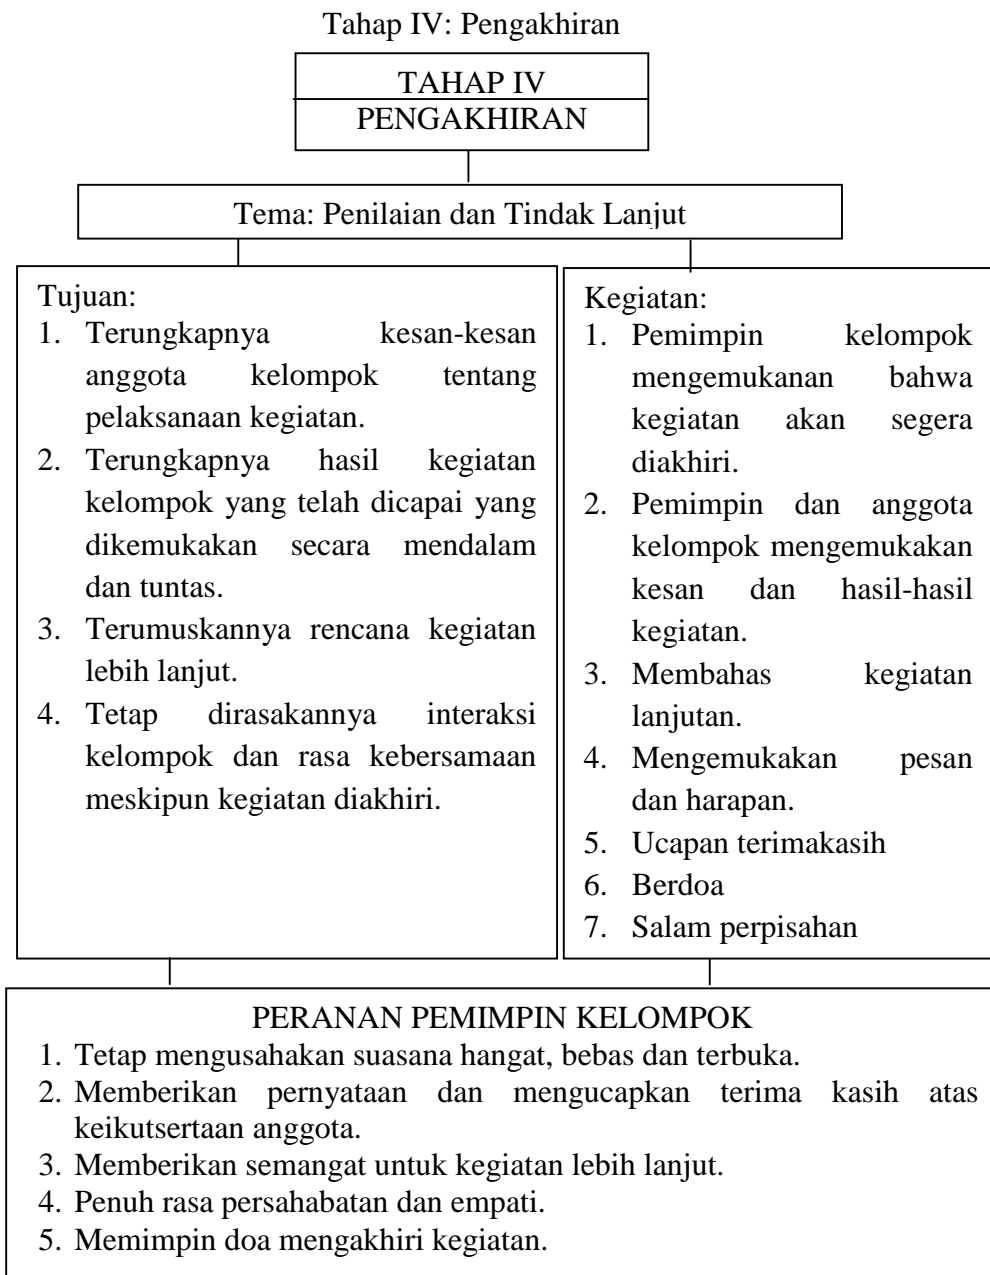 Tahap IV: Pengakhiran
TAHAP IV
PENGAKHIRAN
Tema: Penilaian dan Tindak Lanjut
Tujuan:
1. Terungkapnya kesan-kesan
anggota kelompok tentang
pelaksanaan kegiatan.
2. Terungkapnya hasil kegiatan
kelompok yang telah dicapai yang
dikemukakan secara mendalam
dan tuntas.
3. Terumuskannya rencana kegiatan
lebih lanjut.
4. Tetap dirasakannya interaksi
kelompok dan rasa kebersamaan
meskipun kegiatan diakhiri.
Kegiatan:
1. Pemimpin kelompok
mengemukanan bahwa
kegiatan akan segera
diakhiri.
2. Pemimpin dan anggota
kelompok mengemukakan
kesan dan hasil-hasil
kegiatan.
3. Membahas kegiatan
lanjutan.
4. Mengemukakan pesan
dan harapan.
5. Ucapan terimakasih
6. Berdoa
7. Salam perpisahan
PERANAN PEMIMPIN KELOMPOK
1. Tetap mengusahakan suasana hangat, bebas dan terbuka.
2. Memberikan pernyataan dan mengucapkan terima kasih atas
keikutsertaan anggota.
3. Memberikan semangat untuk kegiatan lebih lanjut.
4. Penuh rasa persahabatan dan empati.
5. Memimpin doa mengakhiri kegiatan.